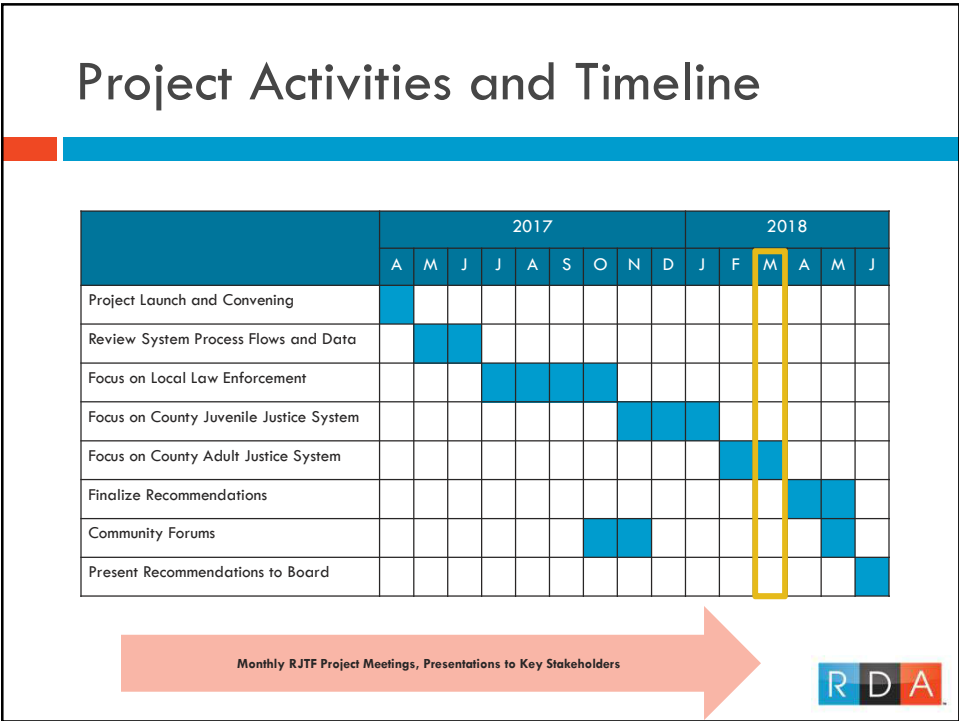 Project Activities and Timeline
2017 2018
A M J J A S O N D J F M A M J
Project Launch and Convening
Review System Process Flows and Data
Focus on Local Law Enforcement
Focus on County Juvenile Justice System
Focus on County Adult Justice System
Finalize Recommendations
Community Forums
Present Recommendations to Board
Monthly RJTF Project Meetings, Presentations to Key Stakeholders
RDA